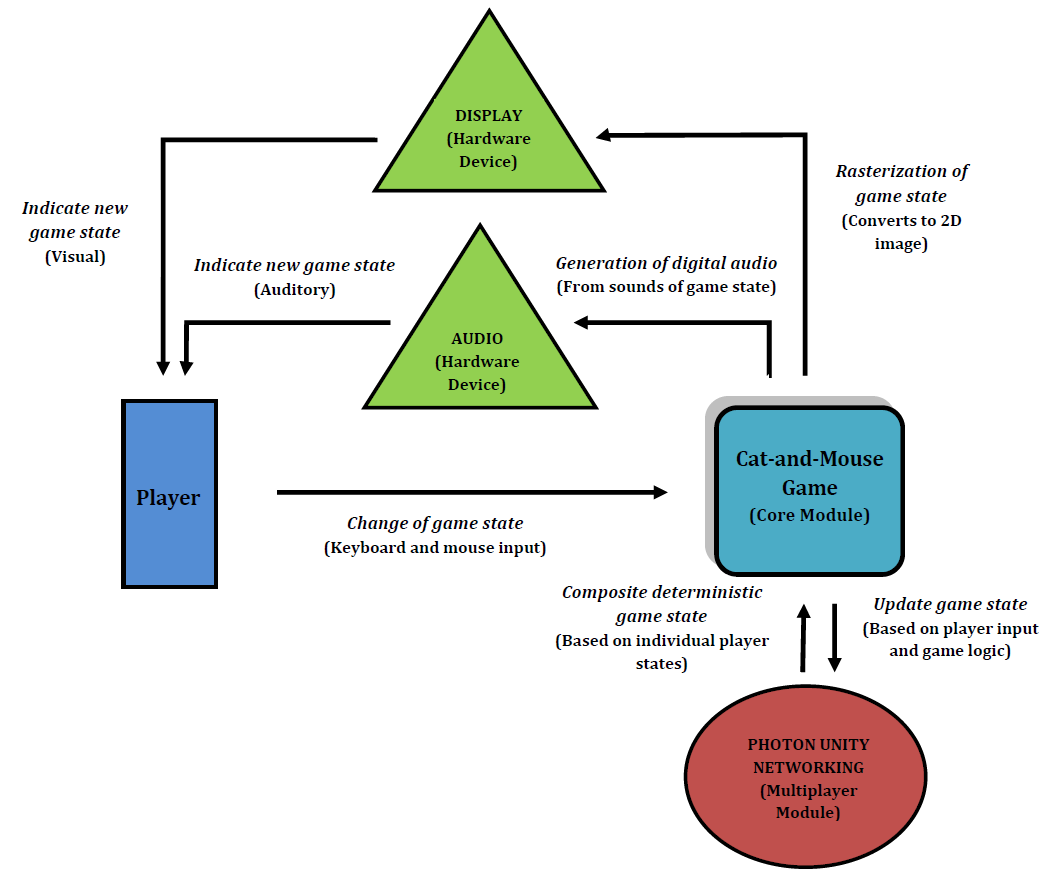 DISPLAY
(Hardware
Device)
Rasterization of
game state
(Converts to 2D
image)
Indicate new
game state
(Visual)
Indicate new game state
(Auditory)
Generation of digital audio
(From sounds of game state)
AUDIO
(Hardware
Device)
Player
Cat-and-Mouse
Game
(Core Module)
Change of game state
(Keyboard and mouse input)
Composite deterministic
game state
(Based on individual player
states)
Update game state
(Based on player input
and game logic)
PHOTON UNITY
NETWORKING
(Multiplayer
Module)